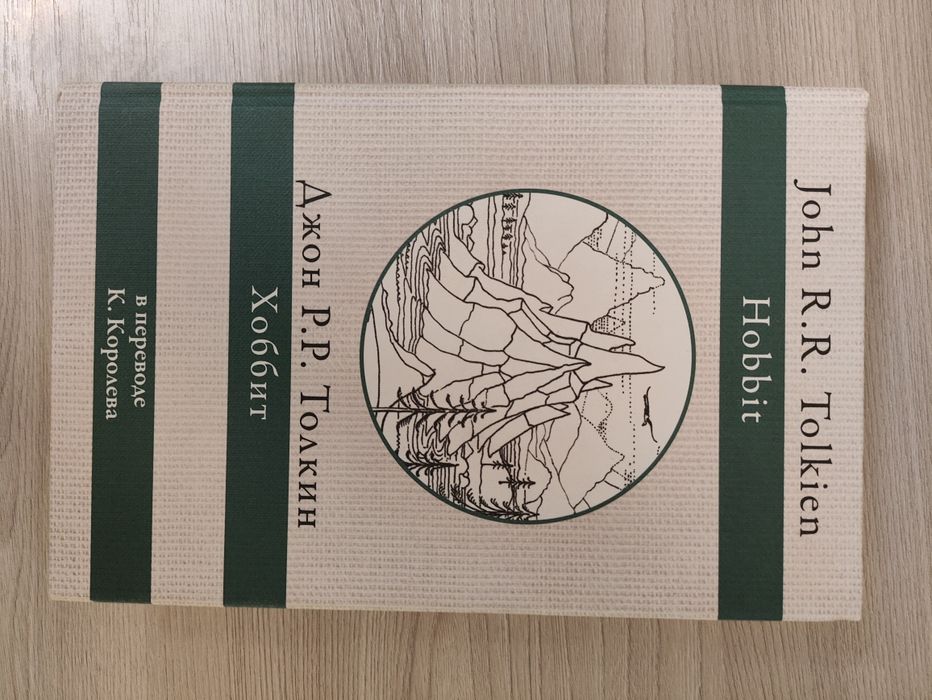 John R.R. Tolkien
Hobbit
Джон Р.Р. Толкин
Хоббит
в переводе
К. Королева